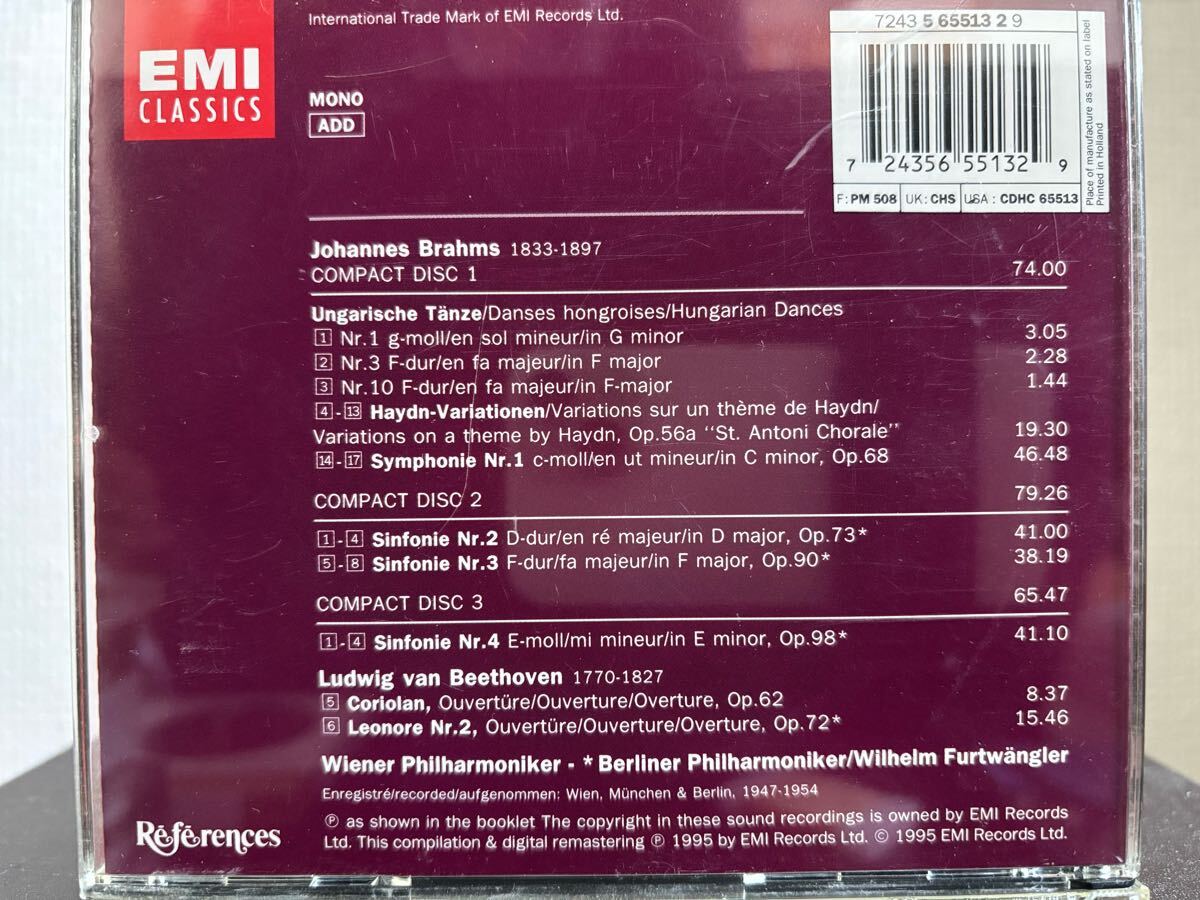 International Trade Mark of EMI Records Ltd.
EMI
CLASSICS
MONO
ADD
7243 5 65513 2 9
7 24356 55132 9
F: PM 508 UK: CHS USA : CDHC 65513
Place of manufacture as stated on label
Printed in Holland
Johannes Brahms 1833-1897
COMPACT DISC 1 74.00
Ungarische Tänze/Danses hongroises/Hungarian Dances
1 Nr.1 g-moll/en sol mineur/in G minor 3.05
2 Nr.3 F-dur/en fa majeur/in F major 2.28
3 Nr.10 F-dur/en fa majeur/in F-major 1.44
4-13 Haydn-Variationen/Variations sur un thème de Haydn/
Variations on a theme by Haydn, Op.56a "St. Antoni Chorale" 19.30
14-17 Symphonie Nr.1 c-moll/en ut mineur/in C minor, Op.68 46.48
COMPACT DISC 2 79.26
1-4 Sinfonie Nr.2 D-dur/en ré majeur/in D major, Op.73* 41.00
5-8 Sinfonie Nr.3 F-dur/fa majeur/in F major, Op.90* 38.19
COMPACT DISC 3 65.47
1-4 Sinfonie Nr.4 E-moll/mi mineur/in E minor, Op.98* 41.10
Ludwig van Beethoven 1770-1827
5 Coriolan, Ouvertüre/Ouverture/Overture, Op.62 8.37
6 Leonore Nr.2, Ouvertüre/Ouverture/Overture, Op.72* 15.46
Wiener Philharmoniker - * Berliner Philharmoniker/Wilhelm Furtwängler
Enregistré/recorded/aufgenommen: Wien, München & Berlin, 1947-1954
Références
℗ as shown in the booklet The copyright in these sound recordings is owned by EMI Records
Ltd. This compilation & digital remastering ℗ 1995 by EMI Records Ltd. © 1995 EMI Records Ltd.